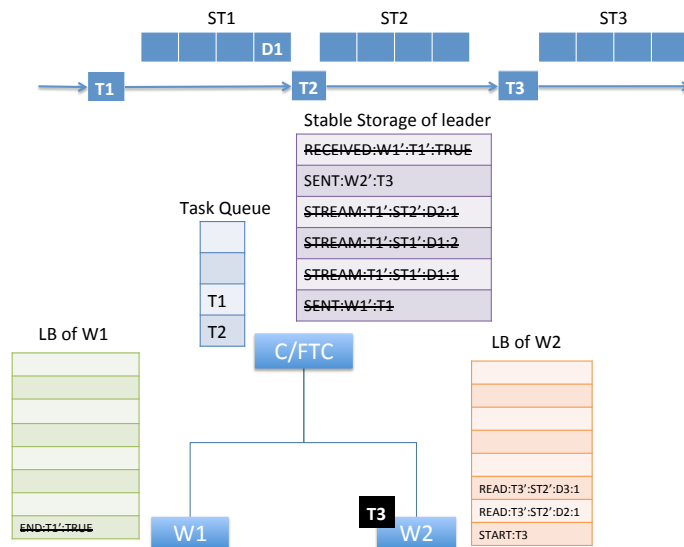 ST1
ST2
ST3
D1
T1
T2
T3
Stable Storage of leader
RECEIVED:W1′:T1′:TRUE
SENT:W2′:T3
STREAM:T1′:ST2′:D2:1
STREAM:T1′:ST1′:D1:2
STREAM:T1′:ST1′:D1:1
SENT:W1′:T1
Task Queue
T1
T2
C/FTC
LB of W1
END:T1′:TRUE
LB of W2
READ:T3′:ST2′:D3:1
READ:T3′:ST2′:D2:1
START:T3
W1
T3
W2